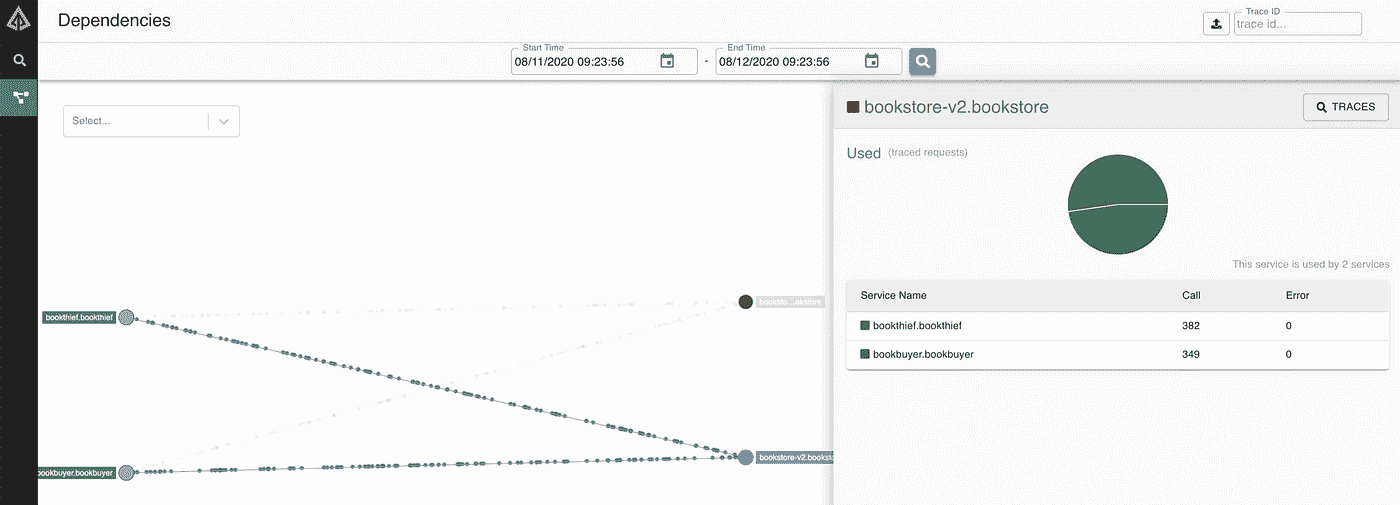 Dependencies
Trace ID
trace id...
Start Time
08/11/2020 09:23:56
-
End Time
08/12/2020 09:23:56
Select...
bookthief.bookthief
booksto ...okstore
bookbuyer.bookbuyer
bookstore-v2.booksto
bookstore-v2.bookstore
TRACES
Used (traced requests)
This service is used by 2 services
Service Name Call Error
bookthief.bookthief 382 0
bookbuyer.bookbuyer 349 0